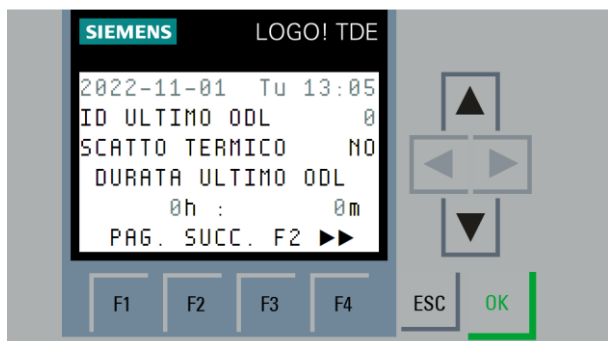 SIEMENS LOGO! TDE
2022-11-01 Tu 13:05
ID ULTIMO ODL 0
SCATTO TERMICO NO
DURATA ULTIMO ODL
0h : 0m
PAG. SUCC. F2 ►►
F1 F2 F3 F4 ESC OK